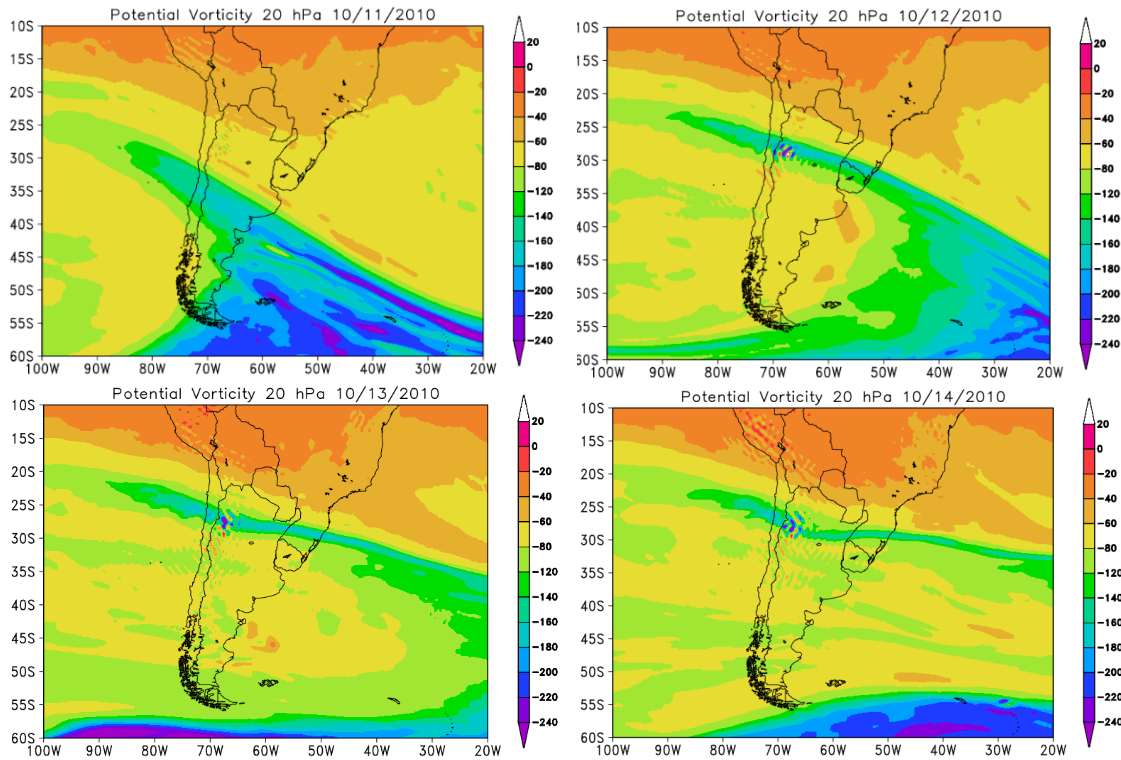 Potential Vorticity 20 hPa 10/11/2010
10S
15S
20S
25S
30S
35S
40S
45S
50S
55S
60S
100W 90W 80W 70W 60W 50W 40W 30W 20W
20
0
-20
-40
-60
-80
-120
-140
-160
-180
-200
-220
-240
Potential Vorticity 20 hPa 10/12/2010
10S
15S
20S
25S
30S
35S
40S
45S
50S
55S
50S
100W 90W 80W 70W 60W 50W 40W 30W 20W
20
0
-20
-40
-60
-80
-120
-140
-160
-180
-200
-220
-240
Potential Vorticity 20 hPa 10/13/2010
10S
15S
20S
25S
30S
35S
40S
45S
50S
55S
60S
100W 90W 80W 70W 60W 50W 40W 30W 20W
20
0
-20
-40
-60
-80
-120
-140
-160
-180
-200
-220
-240
Potential Vorticity 20 hPa 10/14/2010
10S
15S
20S
25S
30S
35S
40S
45S
50S
55S
60S
100W 90W 80W 70W 60W 50W 40W 30W 20W
20
0
-20
-40
-60
-80
-120
-140
-160
-180
-200
-220
-240